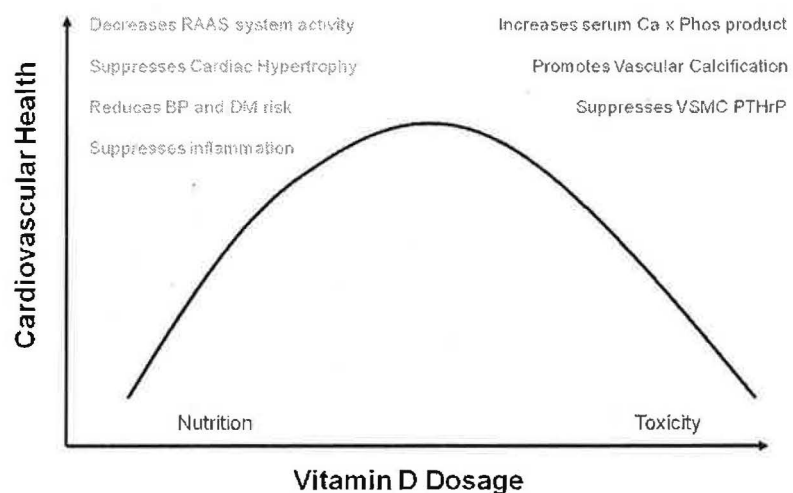 Decreases RAAS system activity
Suppresses Cardiac Hypertrophy
Reduces BP and DM risk
Suppresses inflammation
Increases serum Ca x Phos product
Promotes Vascular Calcification
Suppresses VSMC PTHrP
Cardiovascular Health
Nutrition
Toxicity
Vitamin D Dosage